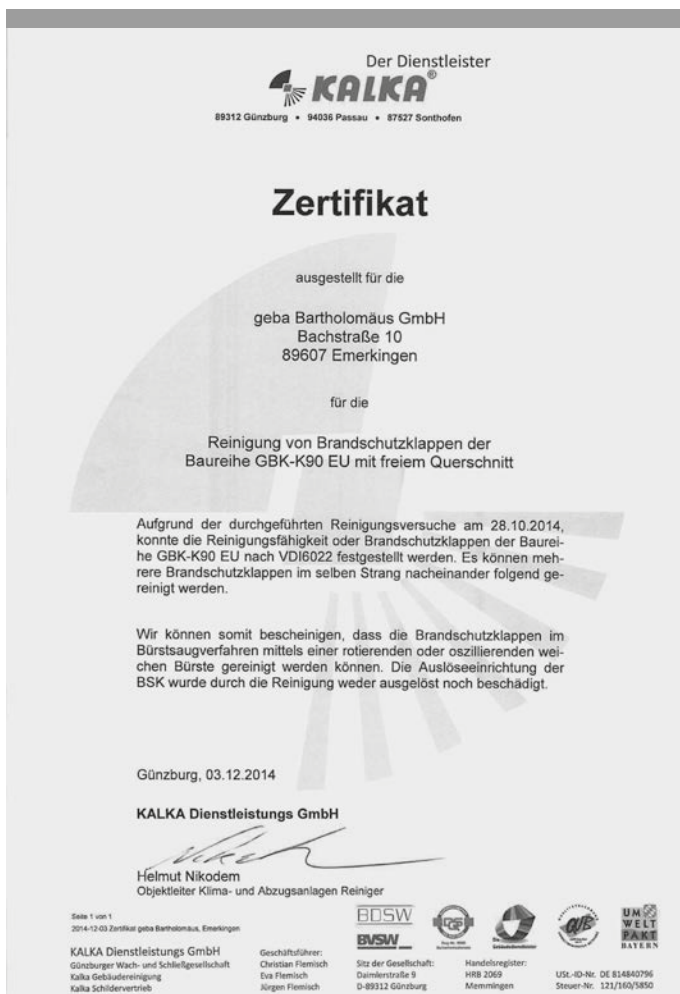 Der Dienstleister
KALKA®
89312 Günzburg • 94036 Passau • 87527 Sonthofen
Zertifikat
ausgestellt für die
geba Bartholomäus GmbH
Bachstraße 10
89607 Emerkingen
für die
Reinigung von Brandschutzklappen der
Baureihe GBK-K90 EU mit freiem Querschnitt
Aufgrund der durchgeführten Reinigungsversuche am 28.10.2014,
konnte die Reinigungsfähigkeit oder Brandschutzklappen der Baurei-
he GBK-K90 EU nach VDI6022 festgestellt werden. Es können meh-
rere Brandschutzklappen im selben Strang nacheinander folgend ge-
reinigt werden.
Wir können somit bescheinigen, dass die Brandschutzklappen im
Bürstsaugverfahren mittels einer rotierenden oder oszillierenden wei-
chen Bürste gereinigt werden können. Die Auslöseeinrichtung der
BSK wurde durch die Reinigung weder ausgelöst noch beschädigt.
Günzburg, 03.12.2014
KALKA Dienstleistungs GmbH
Helmut Nikodem
Objektleiter Klima- und Abzugsanlagen Reiniger
Seite 1 von 1
2014-12-03 Zertifikat geba Bartholomäus, Emerkingen
BDSW
BVSW
QUB
UM
WELT
PAKT
BAYERN
KALKA Dienstleistungs GmbH
Günzburger Wach- und Schließgesellschaft
Kalka Gebäudereinigung
Kalka Schildervertrieb
Geschäftsführer:
Christian Flemisch
Eva Flemisch
Jürgen Flemisch
Sitz der Gesellschaft:
Daimlerstraße 9
D-89312 Günzburg
Handelsregister:
HRB 2069
Memmingen
USt.-ID-Nr. DE 814840796
Steuer-Nr. 121/160/5850